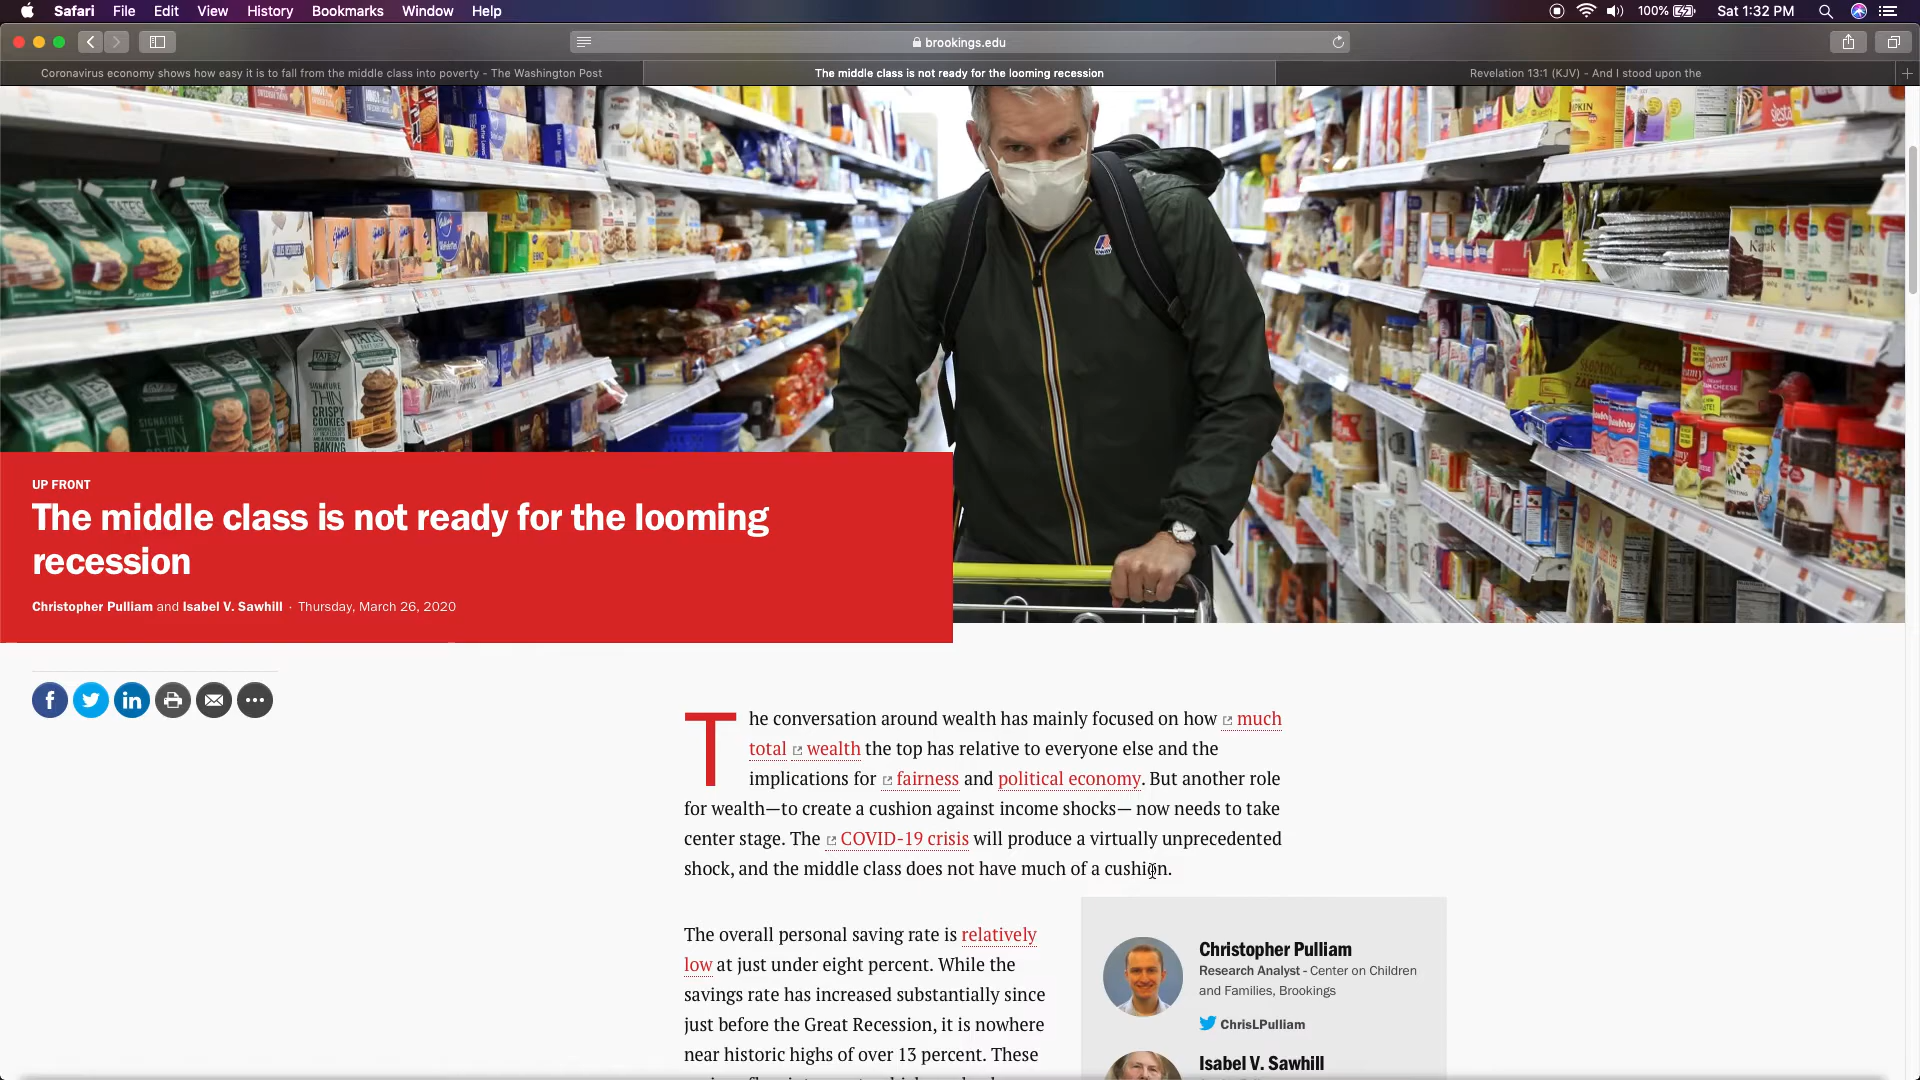 Safari File Edit View History Bookmarks Window Help
100% Sat 1:32 PM
brookings.edu
Coronavirus economy shows how easy it is to fall from the middle class into poverty - The Washington Post
The middle class is not ready for the looming recession
Revelation 13:1 (KJV) - And I stood upon the
TATE'S
SIGNATURE
THIN
CRISPY
COOKIES
UP FRONT
The middle class is not ready for the looming
recession
Christopher Pulliam and Isabel V. Sawhill · Thursday, March 26, 2020
The conversation around wealth has mainly focused on how much
total wealth the top has relative to everyone else and the
implications for fairness and political economy. But another role
for wealth—to create a cushion against income shocks— now needs to take
center stage. The COVID-19 crisis will produce a virtually unprecedented
shock, and the middle class does not have much of a cushion.
The overall personal saving rate is relatively
low at just under eight percent. While the
savings rate has increased substantially since
just before the Great Recession, it is nowhere
near historic highs of over 13 percent. These
Christopher Pulliam
Research Analyst - Center on Children
and Families, Brookings
ChrisLPulliam
Isabel V. Sawhill